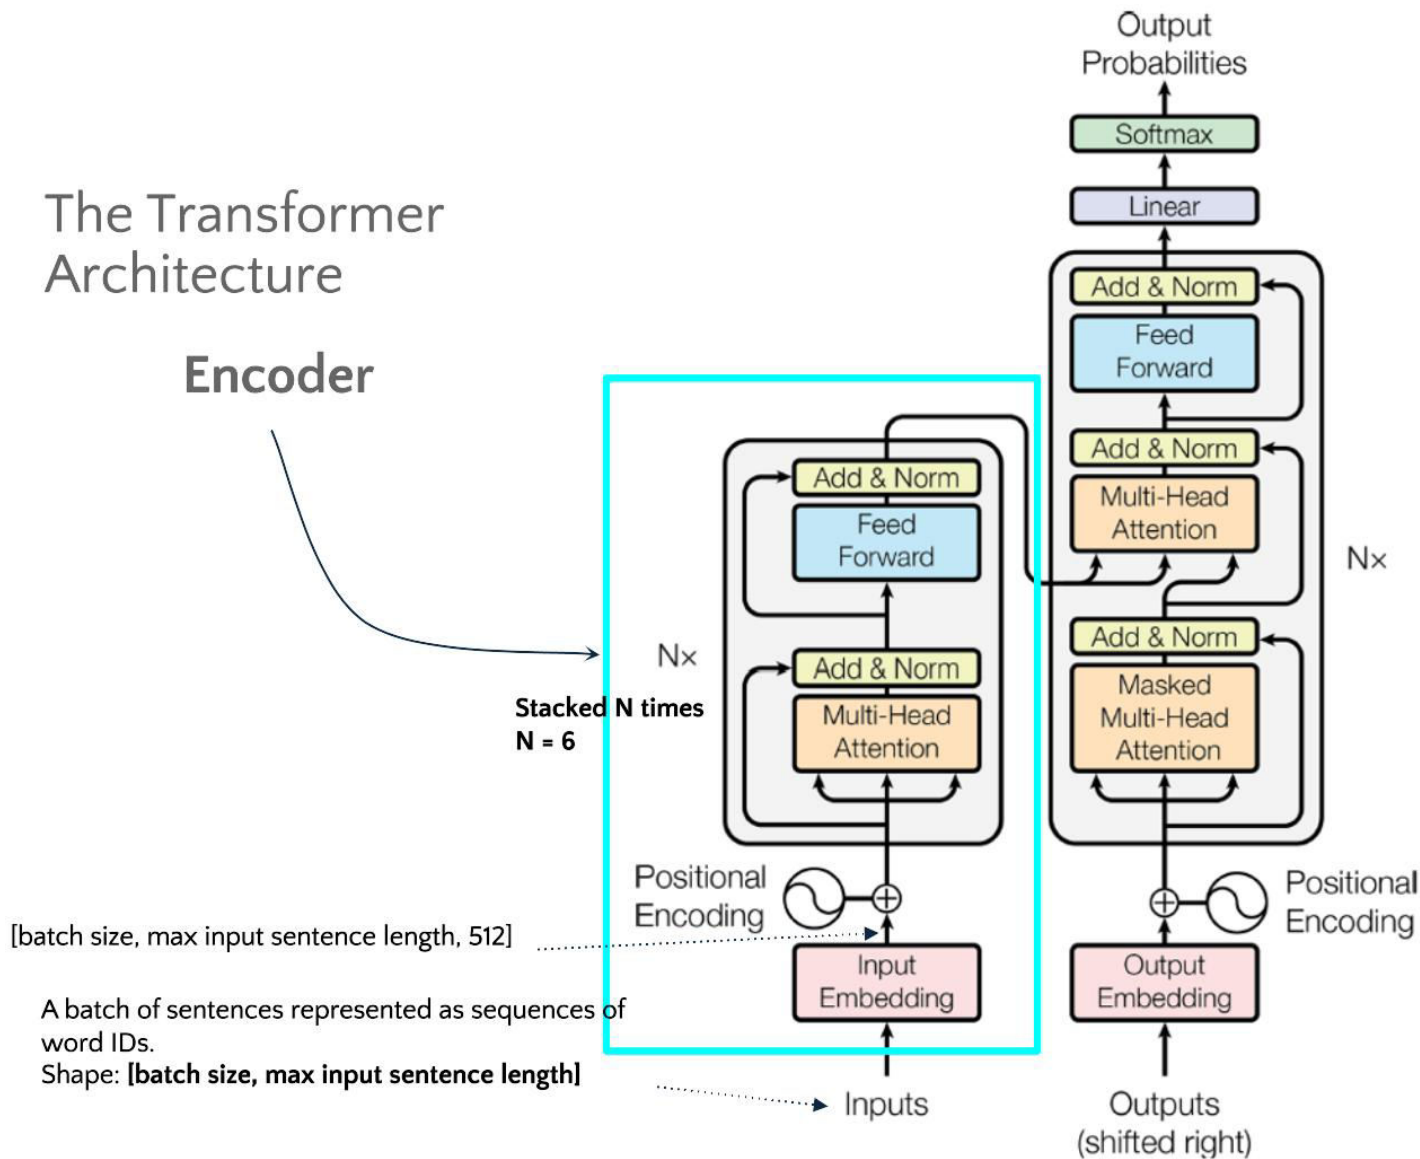 The Transformer
Architecture
Encoder
Stacked N times
N = 6
[batch size, max input sentence length, 512]
A batch of sentences represented as sequences of
word IDs.
Shape: [batch size, max input sentence length]
N×
Add & Norm
Feed
Forward
Add & Norm
Multi-Head
Attention
Positional
Encoding
Input
Embedding
Inputs
Output
Probabilities
Softmax
Linear
Add & Norm
Feed
Forward
Add & Norm
Multi-Head
Attention
N×
Add & Norm
Masked
Multi-Head
Attention
Positional
Encoding
Output
Embedding
Outputs
(shifted right)